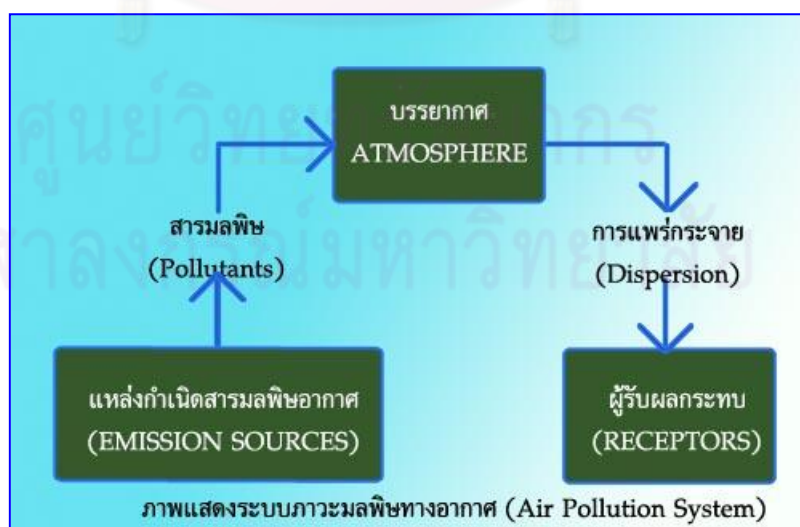 บรรยากาศ
ATMOSPHERE
สารมลพิษ
(Pollutants)
การแพร่กระจาย
(Dispersion)
แหล่งกำเนิดสารมลพิษอากาศ
(EMISSION SOURCES)
ผู้รับผลกระทบ
(RECEPTORS)
ภาพแสดงระบบภาวะมลพิษทางอากาศ (Air Pollution System)